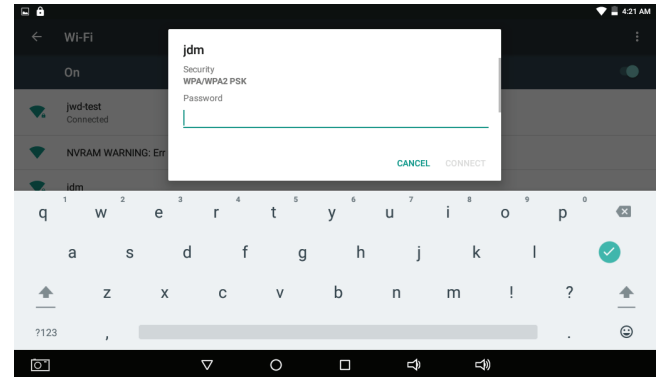 4:21 AM
Wi-Fi
On
jwd-test
Connected
NVRAM WARNING: Err
jdm
jdm
Security
WPA/WPA2 PSK
Password
CANCEL CONNECT
1 2 3 4 5 6 7 8 9 0
q w e r t y u i o p
a s d f g h j k l
z x c v b n m ! ?
?123 , .